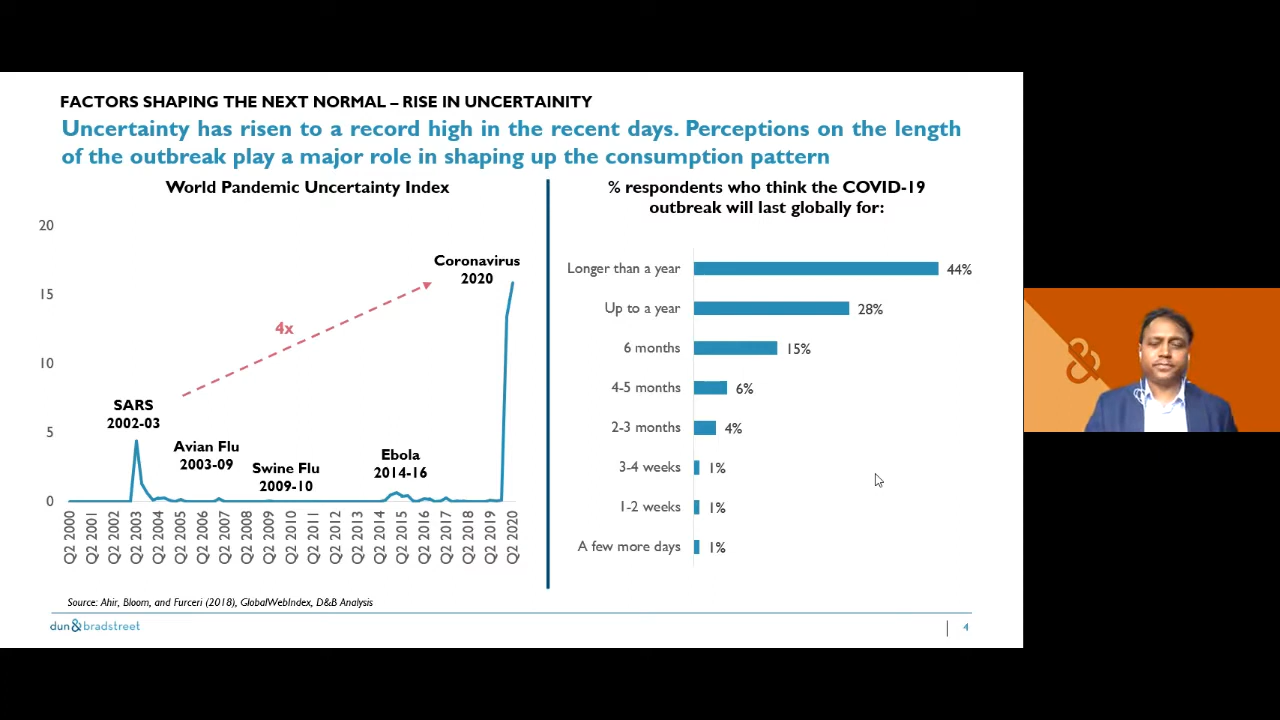 FACTORS SHAPING THE NEXT NORMAL – RISE IN UNCERTAINITY
Uncertainty has risen to a record high in the recent days. Perceptions on the length
of the outbreak play a major role in shaping up the consumption pattern
World Pandemic Uncertainty Index
20
15
10
5
0
Coronavirus
2020
4x
SARS
2002-03
Avian Flu
2003-09
Swine Flu
2009-10
Ebola
2014-16
Q2 2000
Q2 2001
Q2 2002
Q2 2003
Q2 2004
Q2 2005
Q2 2006
Q2 2007
Q2 2008
Q2 2009
Q2 2010
Q2 2011
Q2 2012
Q2 2013
Q2 2014
Q2 2015
Q2 2016
Q2 2017
Q2 2018
Q2 2019
Q2 2020
% respondents who think the COVID-19
outbreak will last globally for:
Longer than a year 44%
Up to a year 28%
6 months 15%
4-5 months 6%
2-3 months 4%
3-4 weeks 1%
1-2 weeks 1%
A few more days 1%
Source: Ahir, Bloom, and Furceri (2018), GlobalWebIndex, D&B Analysis
dun&bradstreet
4
&